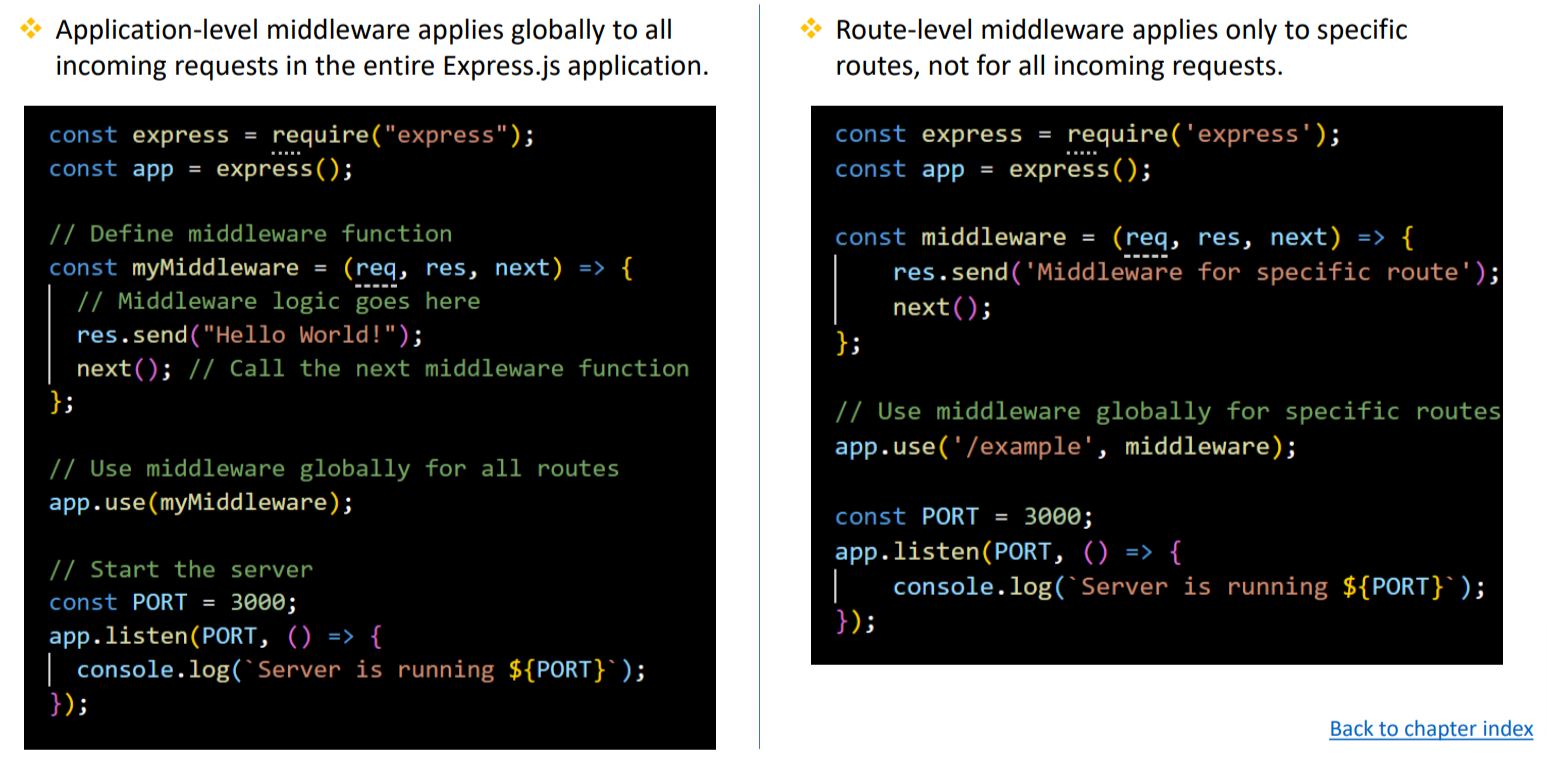 Application-level middleware applies globally to all
incoming requests in the entire Express.js application.
const express = require("express");
const app = express();
// Define middleware function
const myMiddleware = (req, res, next) => {
// Middleware logic goes here
res.send("Hello World!");
next(); // Call the next middleware function
};
// Use middleware globally for all routes
app.use(myMiddleware);
// Start the server
const PORT = 3000;
app.listen(PORT, () => {
console.log(`Server is running ${PORT}`);
});
Route-level middleware applies only to specific
routes, not for all incoming requests.
const express = require('express');
const app = express();
const middleware = (req, res, next) => {
res.send('Middleware for specific route');
next();
};
// Use middleware globally for specific routes
app.use('/example', middleware);
const PORT = 3000;
app.listen(PORT, () => {
console.log(`Server is running ${PORT}`);
});
Back to chapter index